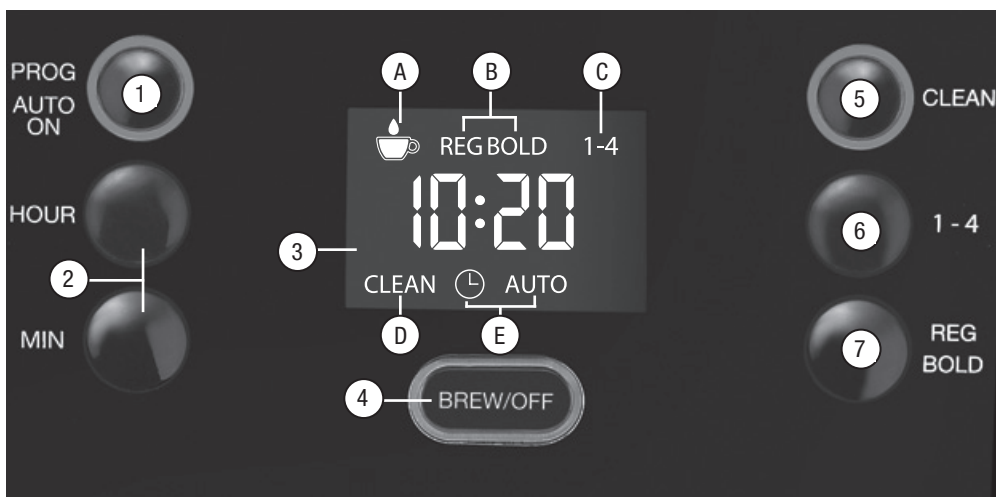 PROG
AUTO
ON
1
HOUR
2
MIN
A
B
C
REG BOLD
1-4
10:20
3
CLEAN
AUTO
D
E
4
BREW/OFF
5
CLEAN
6
1 - 4
7
REG
BOLD